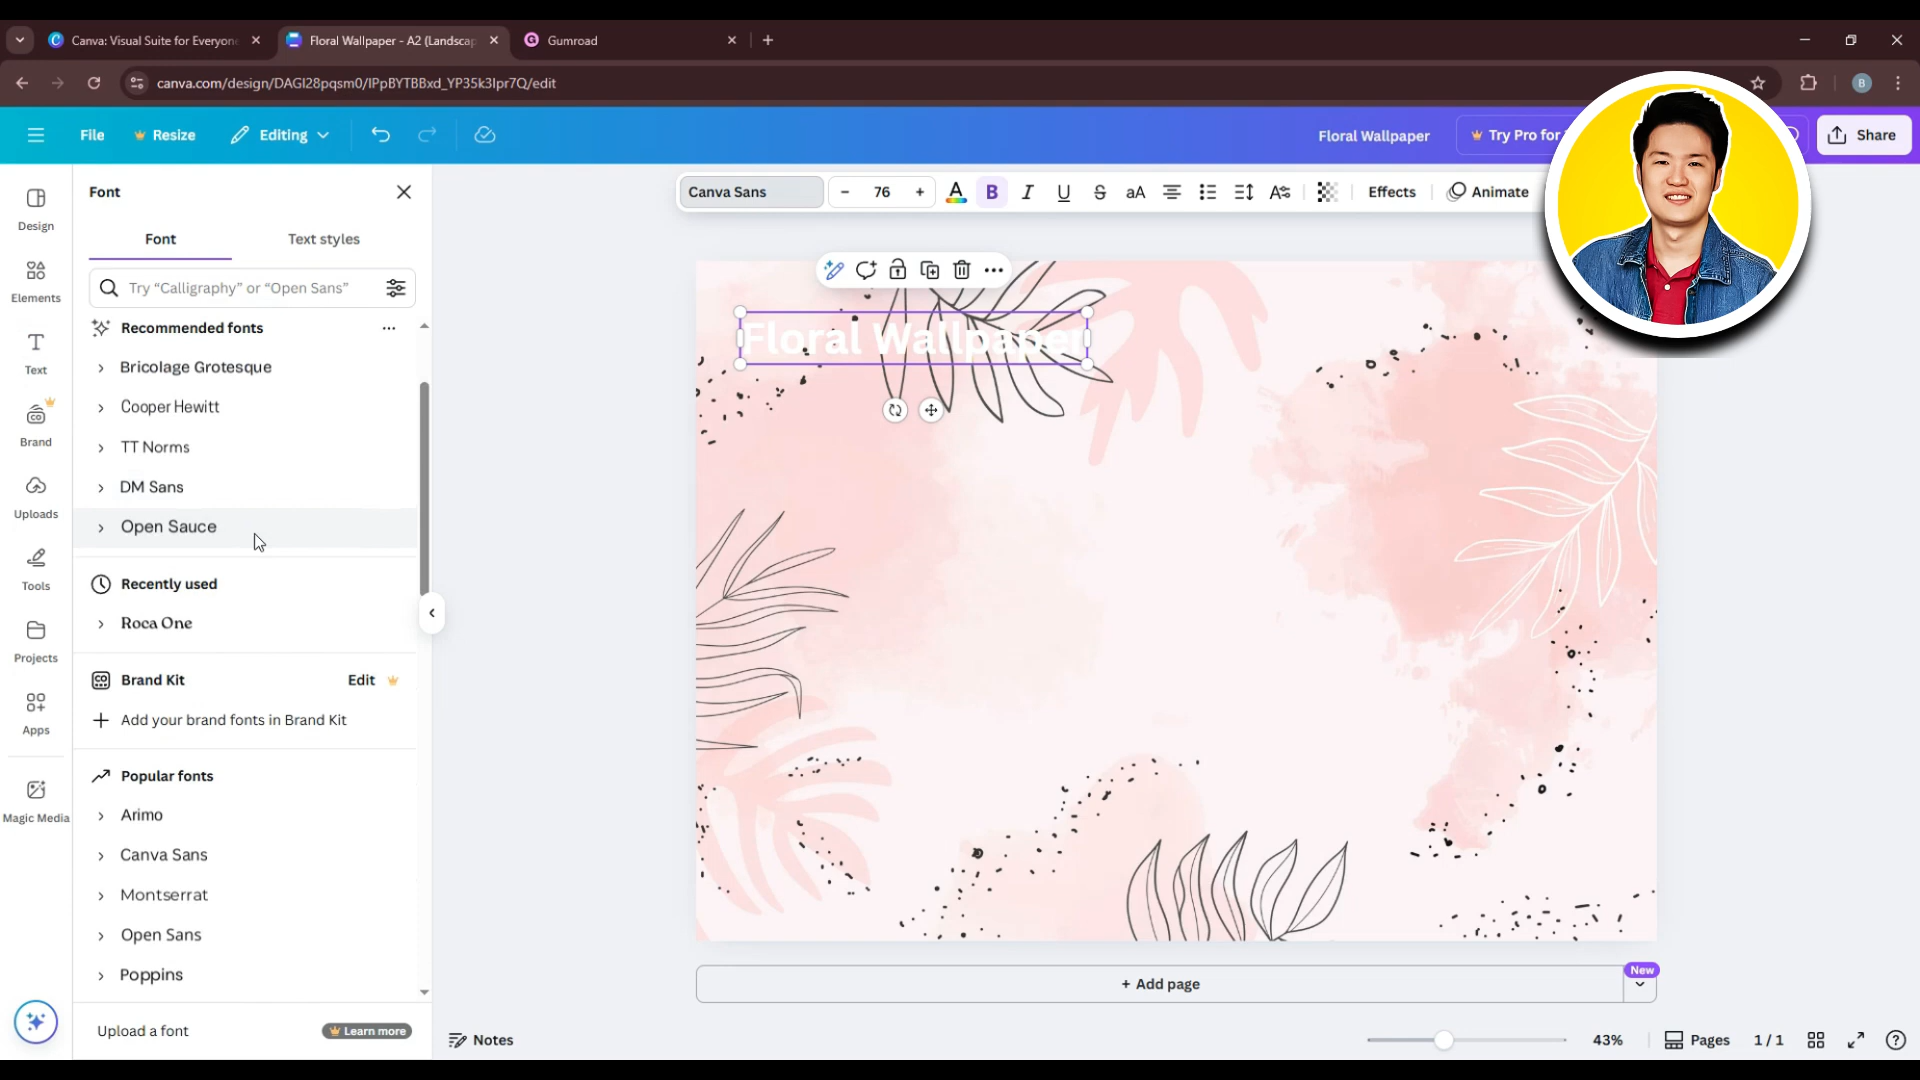 Canva: Visual Suite for Everyone
Floral Wallpaper - A2 (Landscap
Gumroad
canva.com/design/DAGI28pqsm0/IPpBYTBBxd_YP35k3Ipr7Q/edit
File
Resize
Editing
Floral Wallpaper
Try Pro for
Share
Font
Canva Sans
- 76 +
A
B
I
U
S
aA
Effects
Animate
Font
Text styles
Try “Calligraphy” or “Open Sans”
Design
Elements
Text
Brand
Uploads
Tools
Projects
Apps
Magic Media
Recommended fonts
Bricolage Grotesque
Cooper Hewitt
TT Norms
DM Sans
Open Sauce
Recently used
Roca One
Brand Kit
Edit
Add your brand fonts in Brand Kit
Popular fonts
Arimo
Canva Sans
Montserrat
Open Sans
Poppins
Upload a font
Learn more
Floral Wallpaper
+ Add page
New
Notes
43%
Pages
1 / 1